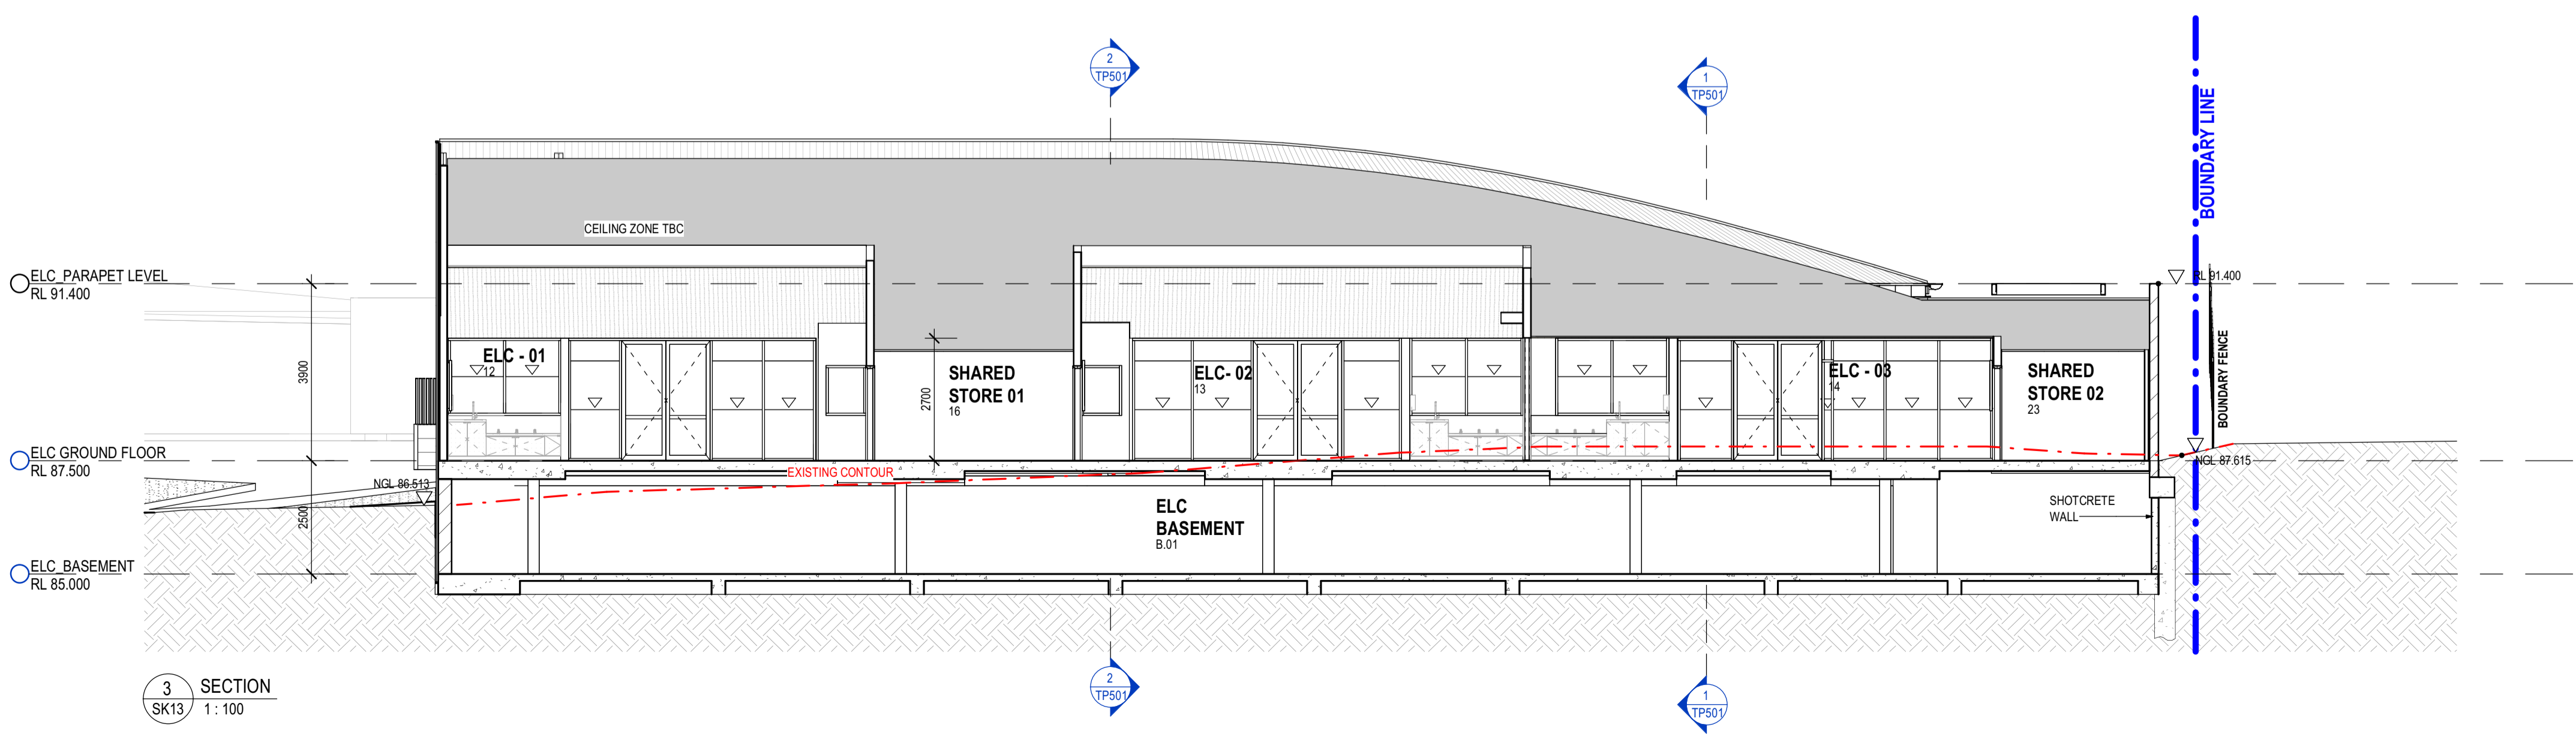 2
TP501
1
TP501
BOUNDARY LINE
CEILING ZONE TBC
ELC_PARAPET LEVEL
RL 91.400
RL 91.400
3900
ELC - 01
12
SHARED
STORE 01
16
2700
ELC- 02
13
ELC - 03
14
SHARED
STORE 02
23
BOUNDARY FENCE
ELC GROUND FLOOR
RL 87.500
EXISTING CONTOUR
NGL 87.615
NGL 86.513
2500
ELC
BASEMENT
B.01
SHOTCRETE
WALL
ELC_BASEMENT
RL 85.000
2
TP501
1
TP501
3
SK13
SECTION
1 : 100